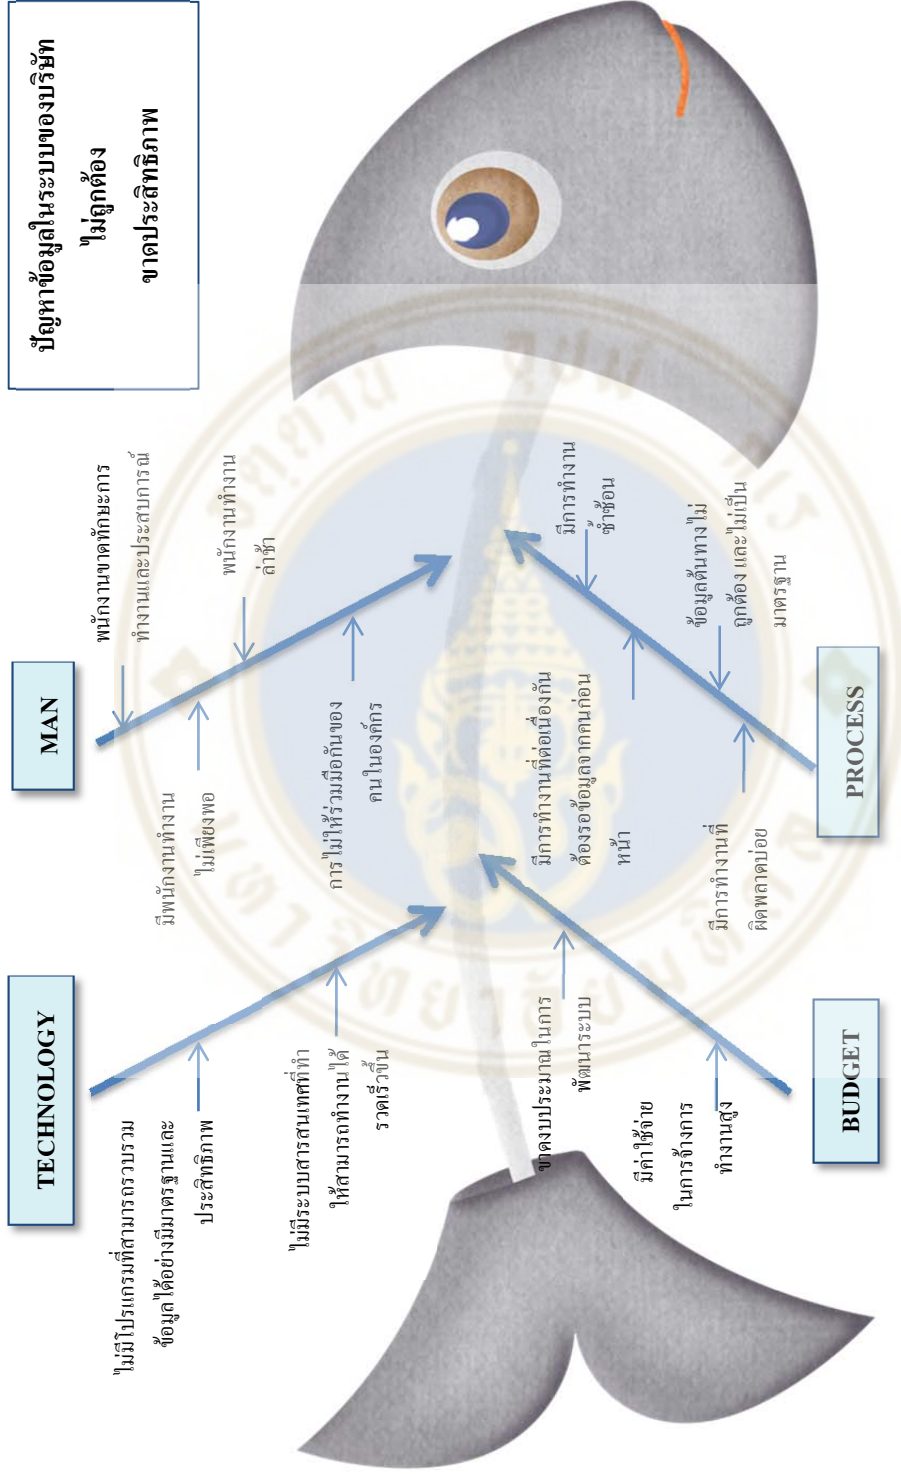 ปัญหาข้อมูลในระบบของบริษัท
ไม่ถูกต้อง
ขาดประสิทธิภาพ
TECHNOLOGY
ไม่มีโปรแกรมที่สามารถรวบรวม
ข้อมูลได้อย่างมีมาตรฐานและ
ประสิทธิภาพ
ไม่มีระบบสารสนเทศที่ทำ
ให้สามารถทำงานได้
รวดเร็วขึ้น
MAN
พนักงานขาดทักษะการ
ทำงานและประสบการณ์
มีพนักงานทำงาน
ไม่เพียงพอ
พนักงานทำงาน
ล่าช้า
การไม่ให้ร่วมมือกันของ
คนในองค์กร
ขาดงบประมาณในการ
พัฒนาระบบ
มีค่าใช้จ่าย
ในการจ้างการ
ทำงานสูง
BUDGET
มีการทำงาน
ซ้ำซ้อน
มีการทำงานที่ต่อเนื่องกัน
ต้องรอข้อมูลจากคนก่อน
หน้า
ข้อมูลต้นทางไม่
ถูกต้อง และไม่เป็น
มาตรฐาน
มีการทำงานที่
ผิดพลาดบ่อย
PROCESS
มหาวิทยาลัยมหิดล